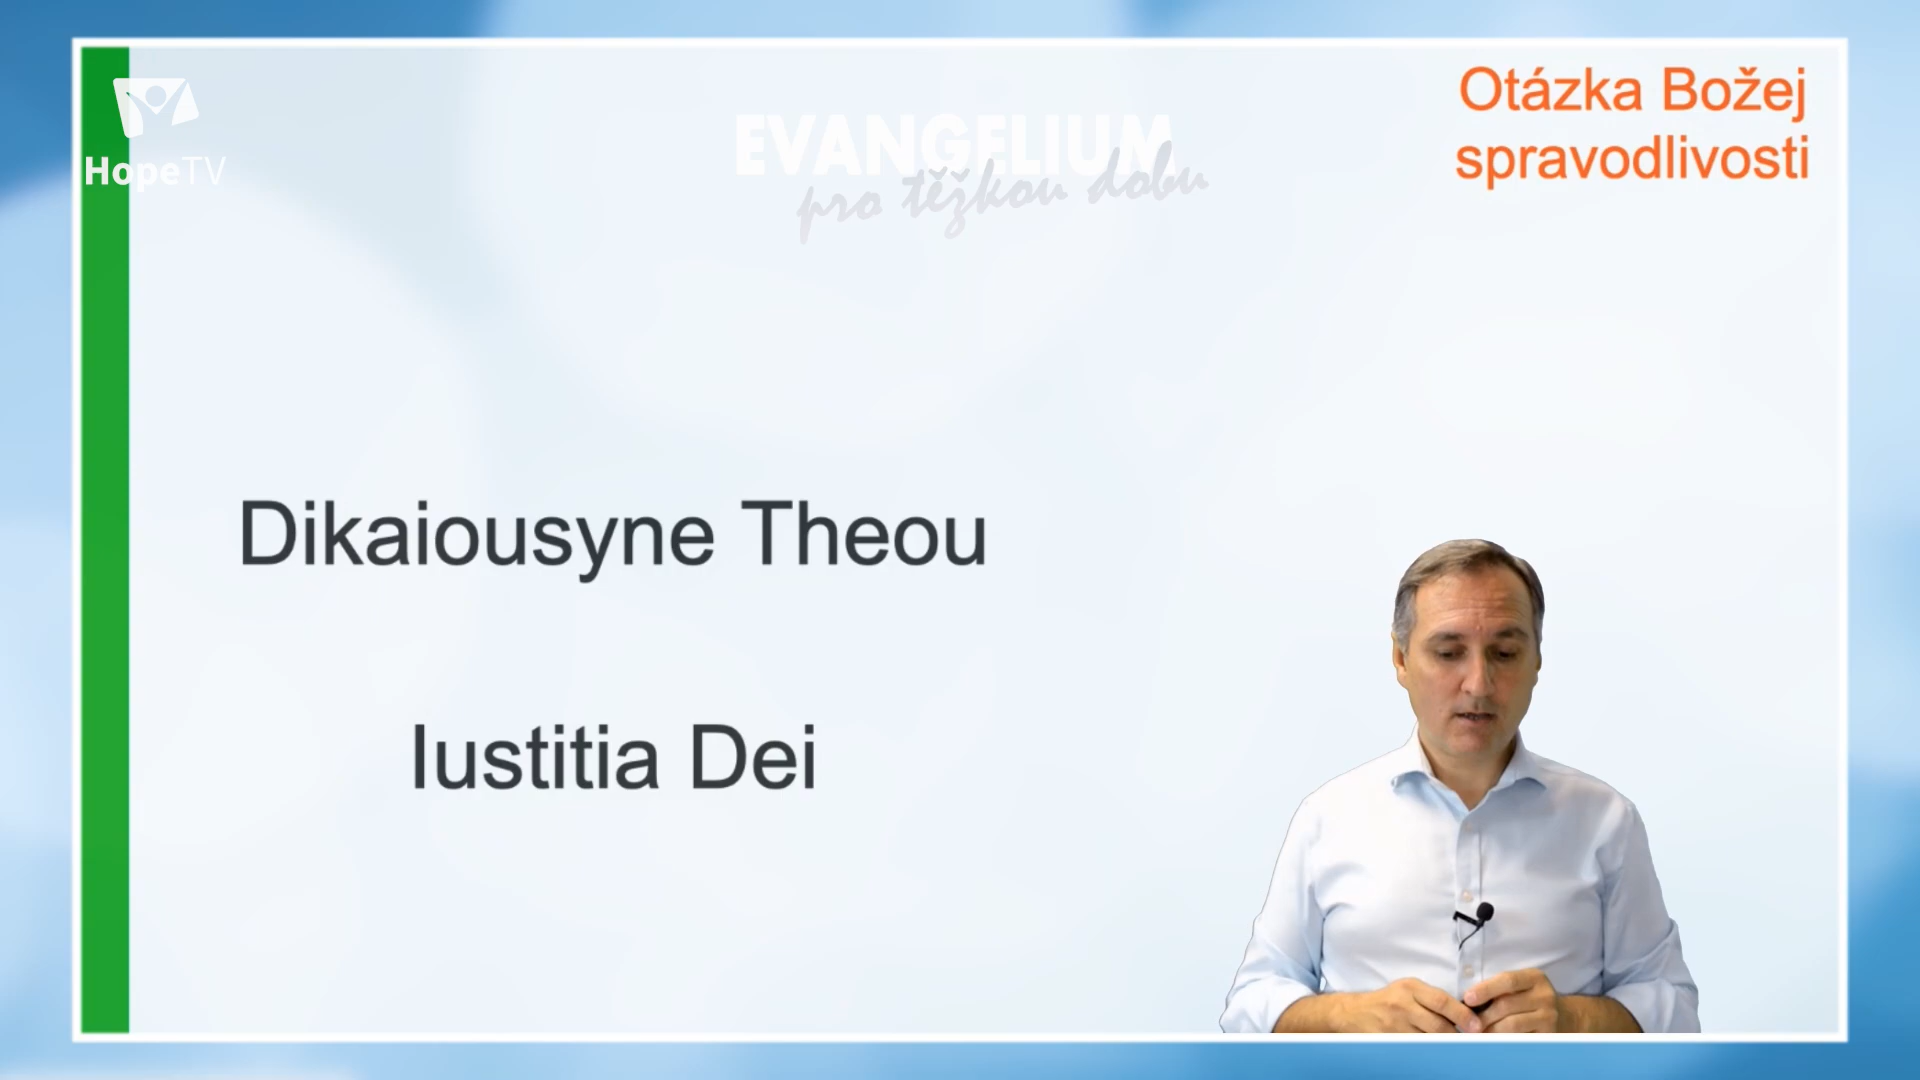 HopeTV
EVANGELIUM
pro těžkou dobu
Otázka Božej
spravodlivosti
Dikaiousyne Theou
Iustitia Dei